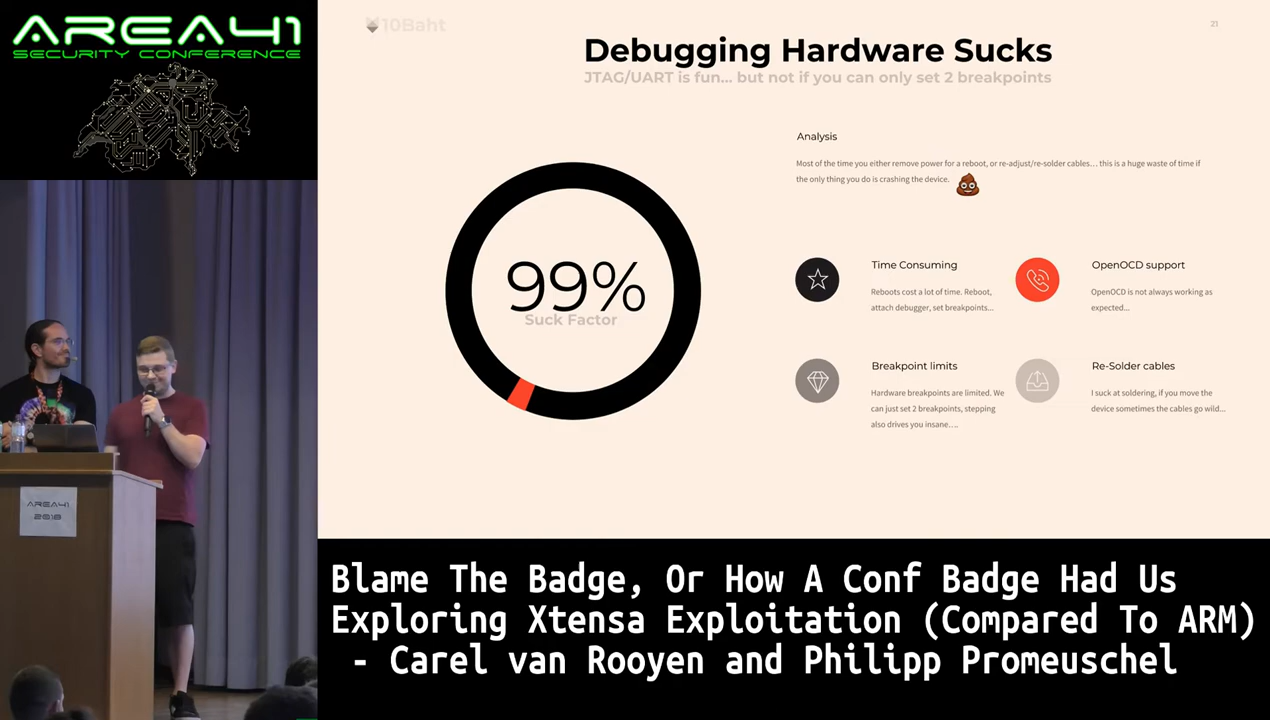 AREA41
SECURITY CONFERENCE
10Baht
21
Debugging Hardware Sucks
JTAG/UART is fun... but not if you can only set 2 breakpoints
Analysis
Most of the time you either remove power for a reboot, or re-adjust/re-solder cables... this is a huge waste of time if
the only thing you do is crashing the device.
99%
Suck Factor
Time Consuming
Reboots cost a lot of time. Reboot,
attach debugger, set breakpoints...
OpenOCD support
OpenOCD is not always working as
expected...
Breakpoint limits
Hardware breakpoints are limited. We
can just set 2 breakpoints, stepping
also drives you insane....
Re-Solder cables
I suck at soldering, if you move the
device sometimes the cables go wild...
AREA41
2018
Blame The Badge, Or How A Conf Badge Had Us
Exploring Xtensa Exploitation (Compared To ARM)
- Carel van Rooyen and Philipp Promeuschel